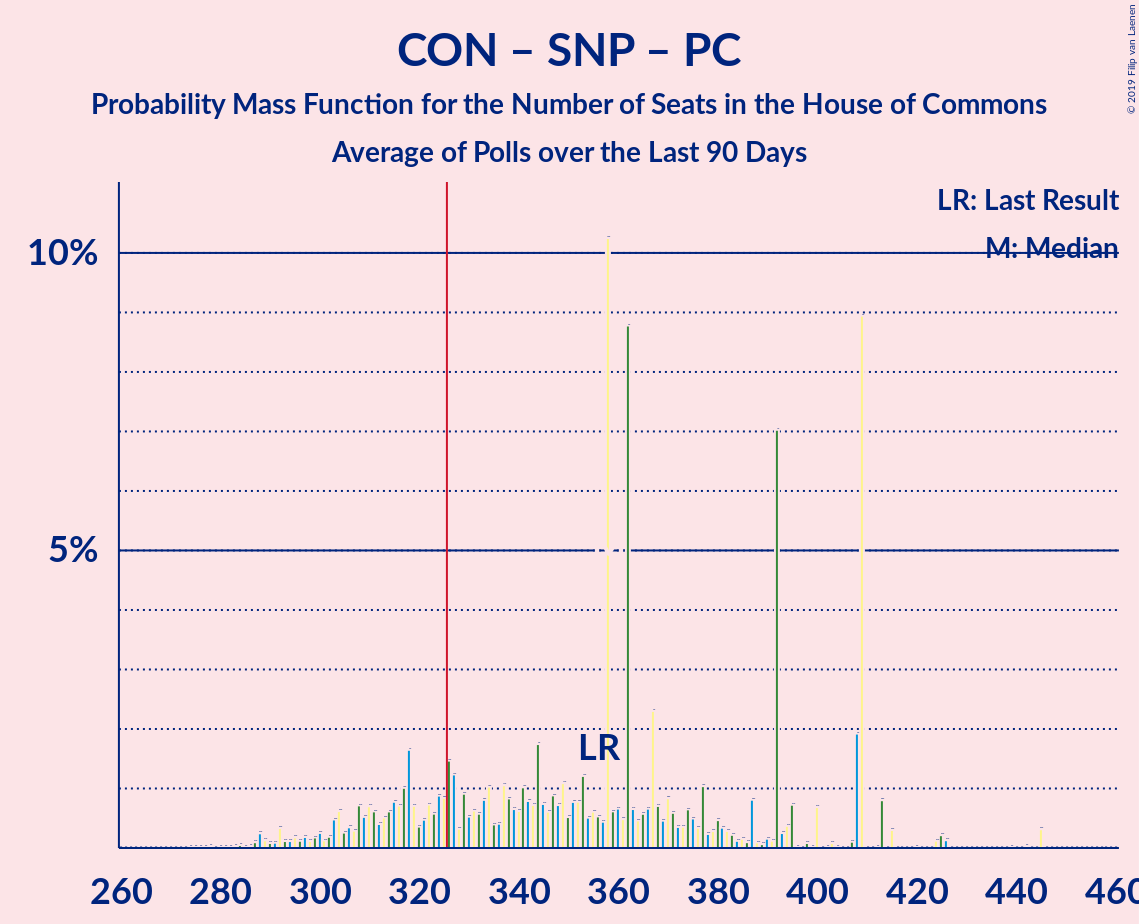 CON – SNP – PC
Probability Mass Function for the Number of Seats in the House of Commons
Average of Polls over the Last 90 Days
© 2019 Filip van Laenen
LR: Last Result
M: Median
10%
5%
LR
260 280 300 320 340 360 380 400 420 440 460